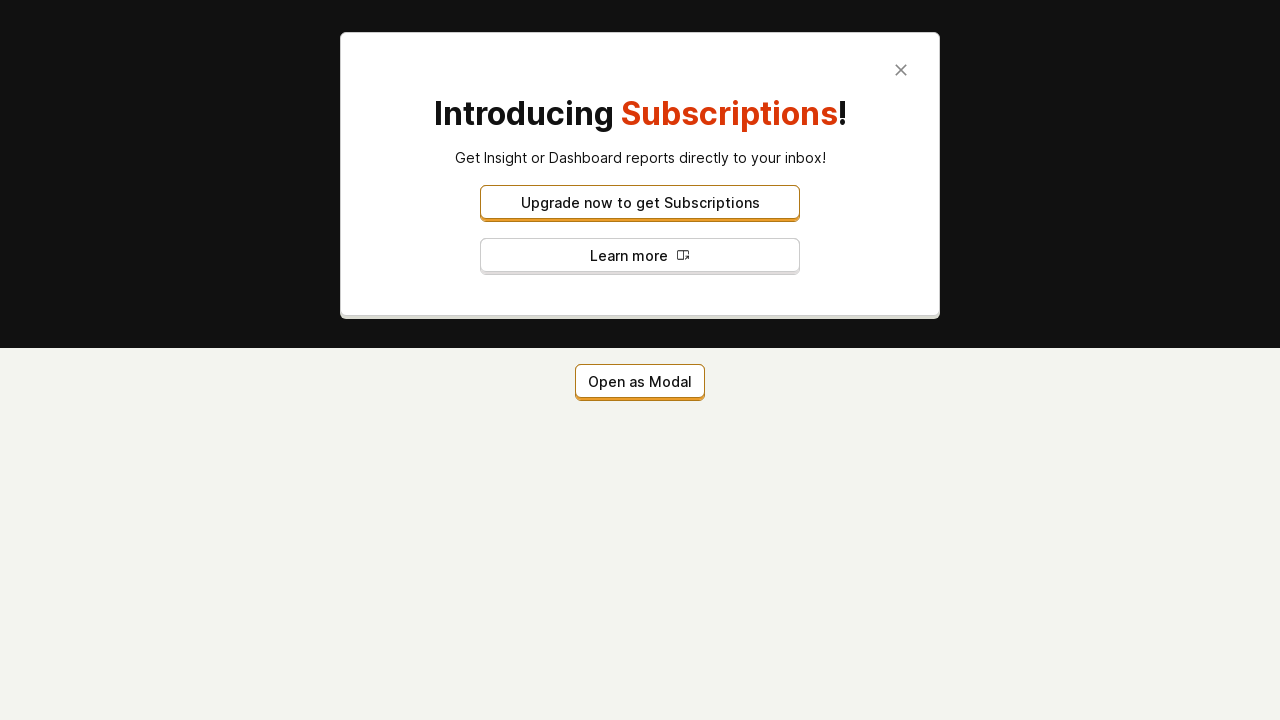 Introducing Subscriptions!
Get Insight or Dashboard reports directly to your inbox!
Upgrade now to get Subscriptions
Learn more
Open as Modal